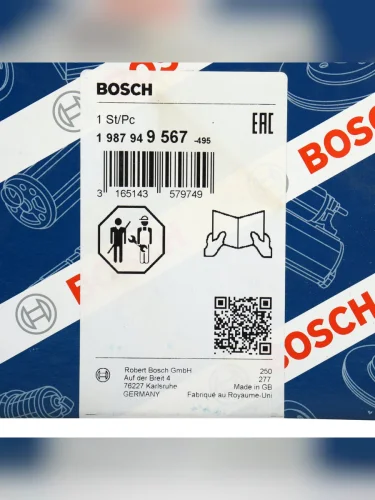 BOSCH
1 St/Pc
1 987 94 9 567 -495
EAC
3 165143 579749
BOSCH
BOSCH
Robert Bosch GmbH
Auf der Breit 4
76227 Karlsruhe
GERMANY
250
277
Made in GB
Fabriqué au Royaume-Uni